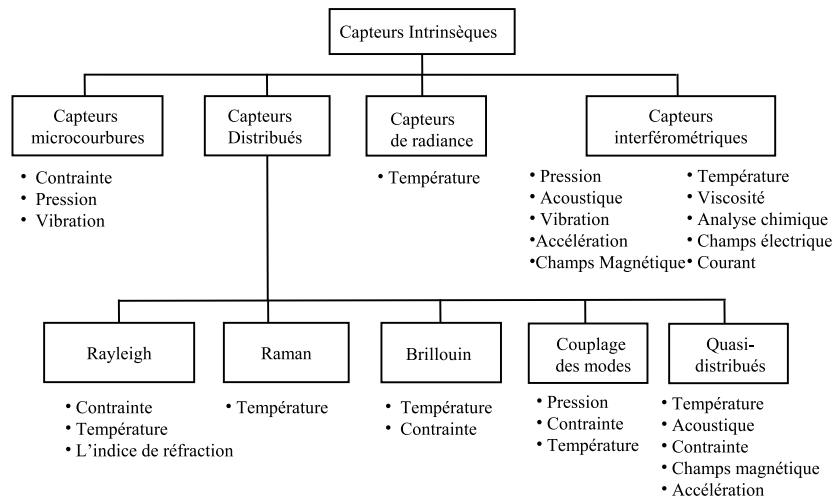 Capteurs Intrinsèques
Capteurs
microcourbures
• Contrainte
• Pression
• Vibration
Capteurs
Distribués
Capteurs
de radiance
• Température
Capteurs
interférométriques
• Pression
• Acoustique
• Vibration
•Accélération
•Champs Magnétique
• Température
• Viscosité
• Analyse chimique
• Champs électrique
• Courant
Rayleigh
• Contrainte
• Température
• L'indice de réfraction
Raman
• Température
Brillouin
• Température
• Contrainte
Couplage
des modes
• Pression
• Contrainte
• Température
Quasi-
distribués
• Température
• Acoustique
• Contrainte
• Champs magnétique
• Accélération